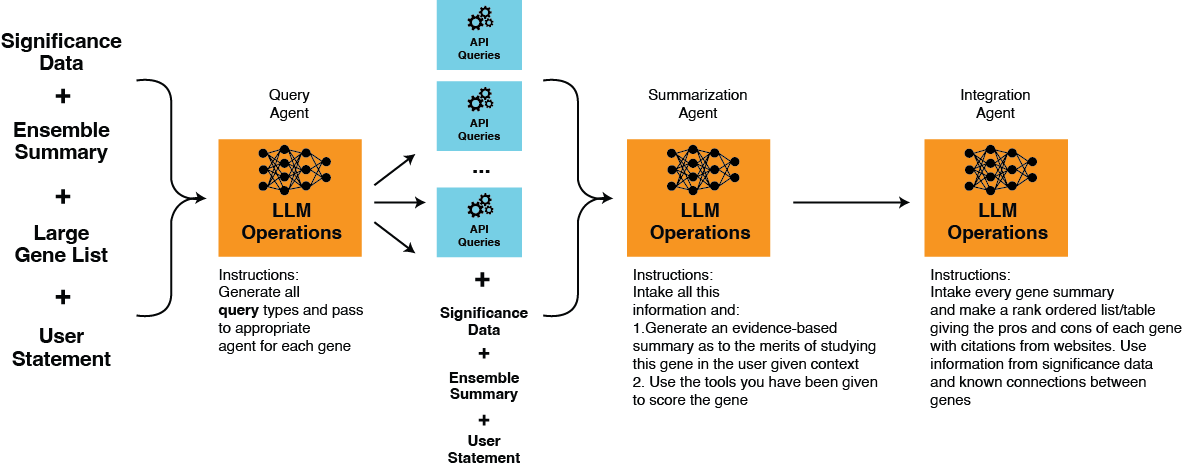 Significance
Data
+
Ensemble
Summary
+
Large
Gene List
+
User
Statement
Query
Agent
LLM
Operations
Instructions:
Generate all
query types and pass
to appropriate
agent for each gene
API
Queries
API
Queries
...
API
Queries
+
Significance
Data
+
Ensemble
Summary
+
User
Statement
Summarization
Agent
LLM
Operations
Instructions:
Intake all this
information and:
1.Generate an evidence-based
summary as to the merits of studying
this gene in the user given context
2. Use the tools you have been given
to score the gene
Integration
Agent
LLM
Operations
Instructions:
Intake every gene summary
and make a rank ordered list/table
giving the pros and cons of each gene
with citations from websites. Use
information from significance data
and known connections between
genes